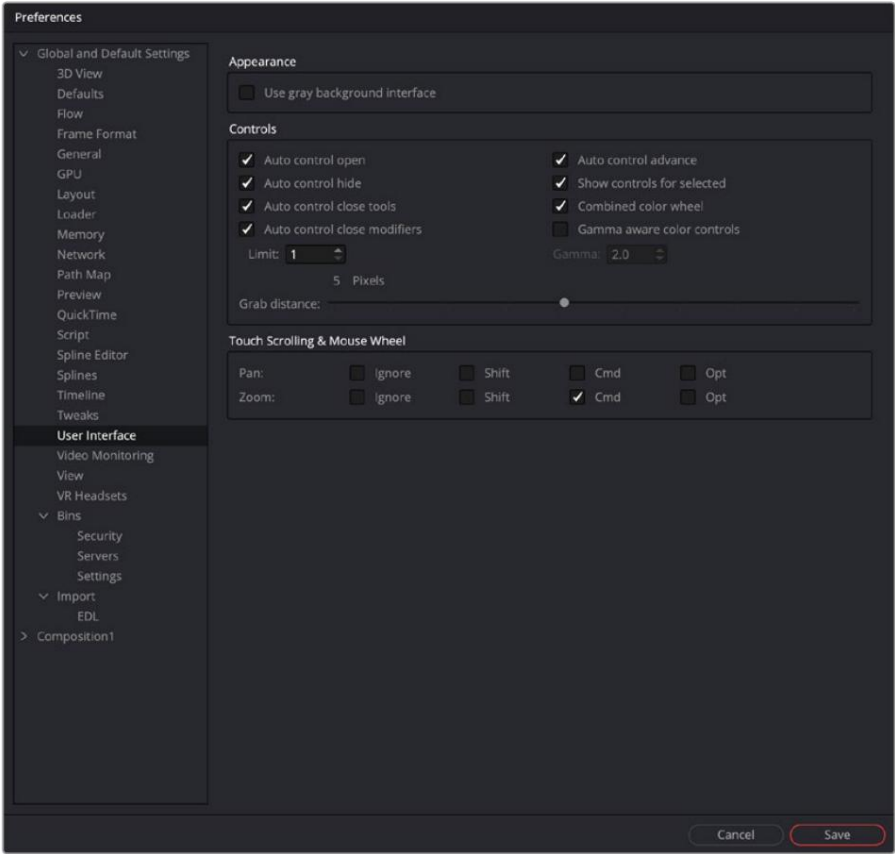 Preferences
Global and Default Settings
3D View
Defaults
Flow
Frame Format
General
GPU
Layout
Loader
Memory
Network
Path Map
Preview
QuickTime
Script
Spline Editor
Splines
Timeline
Tweaks
User Interface
Video Monitoring
View
VR Headsets
Bins
Security
Servers
Settings
Import
EDL
Composition1
Appearance
Use gray background interface
Controls
Auto control open Auto control advance
Auto control hide Show controls for selected
Auto control close tools Combined color wheel
Auto control close modifiers Gamma aware color controls
Limit: 1 Gamma: 2.0
5 Pixels
Grab distance:
Touch Scrolling & Mouse Wheel
Pan: Ignore Shift Cmd Opt
Zoom: Ignore Shift Cmd Opt
Cancel Save